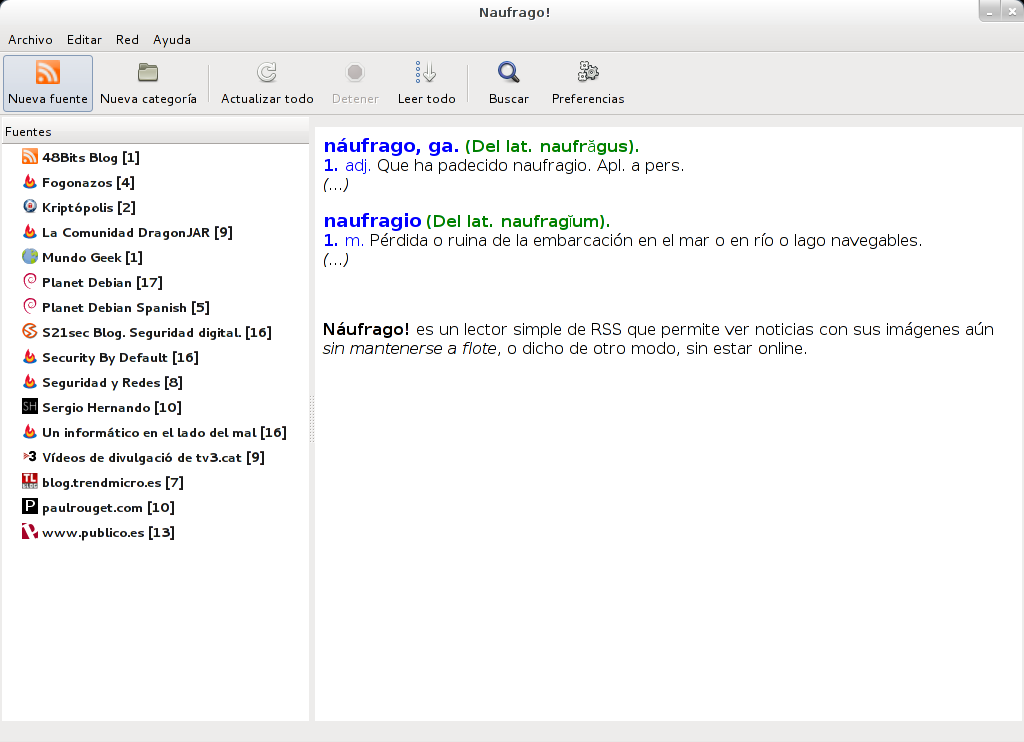 Naufrago!
Archivo Editar Red Ayuda
Nueva fuente Nueva categoría Actualizar todo Detener Leer todo Buscar Preferencias
Fuentes
48Bits Blog [1]
Fogonazos [4]
Kriptópolis [2]
La Comunidad DragonJAR [9]
Mundo Geek [1]
Planet Debian [17]
Planet Debian Spanish [5]
S21sec Blog. Seguridad digital. [16]
Security By Default [16]
Seguridad y Redes [8]
SH Sergio Hernando [10]
Un informático en el lado del mal [16]
3 Vídeos de divulgació de tv3.cat [9]
TL blog.trendmicro.es [7]
P paulrouget.com [10]
www.publico.es [13]
náufrago, ga. (Del lat. naufrăgus).
1. adj. Que ha padecido naufragio. Apl. a pers.
(...)
naufragio (Del lat. naufragĭum).
1. m. Pérdida o ruina de la embarcación en el mar o en río o lago navegables.
(...)
Náufrago! es un lector simple de RSS que permite ver noticias con sus imágenes aún
sin mantenerse a flote, o dicho de otro modo, sin estar online.